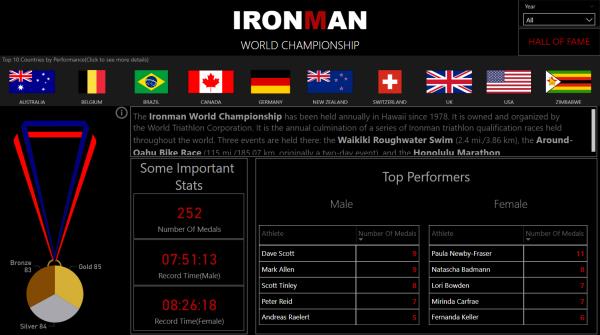 IRONMAN
WORLD CHAMPIONSHIP
Year
All
HALL OF FAME
Top 10 Countries by Performance(Click to see more details)
AUSTRALIA
BELGIUM
BRAZIL
CANADA
GERMANY
NEW ZEALAND
SWITZERLAND
UK
USA
ZIMBABWE
The Ironman World Championship has been held annually in Hawaii since 1978. It is owned and organized
by the World Triathlon Corporation. It is the annual culmination of a series of Ironman triathlon qualification races held
throughout the world. Three events are held there: the Waikiki Roughwater Swim (2.4 mi./3.86 km), the Around-
Oahu Bike Race (115 mi./185.07 km, originally a two-day event), and the Honolulu Marathon
Bronze
83
Gold 85
Silver 84
Some Important
Stats
252
Number Of Medals
07:51:13
Record Time(Male)
08:26:18
Record Time(Female)
Top Performers
Male
Athlete Number Of Medals
Dave Scott 9
Mark Allen 9
Scott Tinley 8
Peter Reid 7
Andreas Raelert 5
Female
Athlete Number Of Medals
Paula Newby-Fraser 11
Natascha Badmann 8
Lori Bowden 7
Mirinda Carfrae 7
Fernanda Keller 6